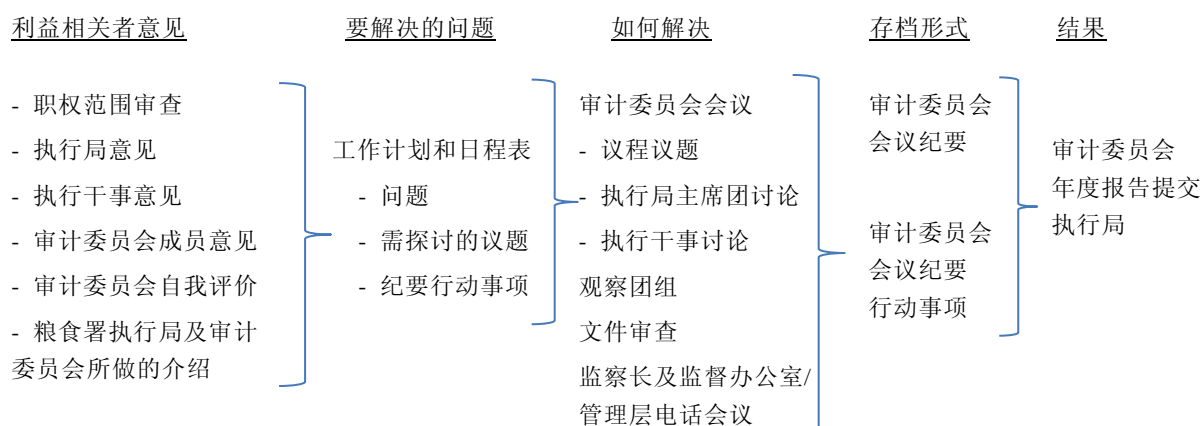 利益相关者意见
- 职权范围审查
- 执行局意见
- 执行干事意见
- 审计委员会成员意见
- 审计委员会自我评价
- 粮食署执行局及审计
委员会所做的介绍
要解决的问题
工作计划和日程表
- 问题
- 需探讨的议题
- 纪要行动事项
如何解决
审计委员会会议
- 议程议题
- 执行局主席团讨论
- 执行干事讨论
观察团组
文件审查
监察长及监督办公室/
管理层电话会议
存档形式
审计委员会
会议纪要
审计委员会
会议纪要
行动事项
结果
审计委员会
年度报告提交
执行局